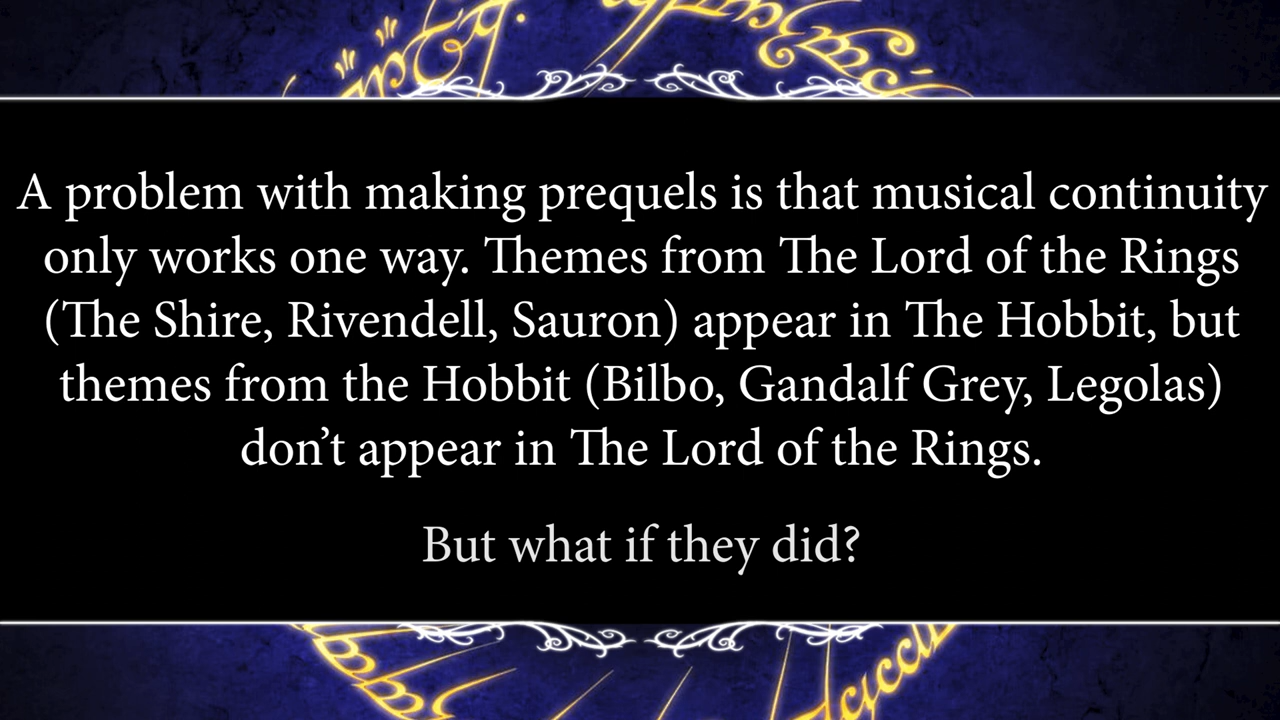 A problem with making prequels is that musical continuity
only works one way. Themes from The Lord of the Rings
(The Shire, Rivendell, Sauron) appear in The Hobbit, but
themes from the Hobbit (Bilbo, Gandalf Grey, Legolas)
don’t appear in The Lord of the Rings.
But what if they did?